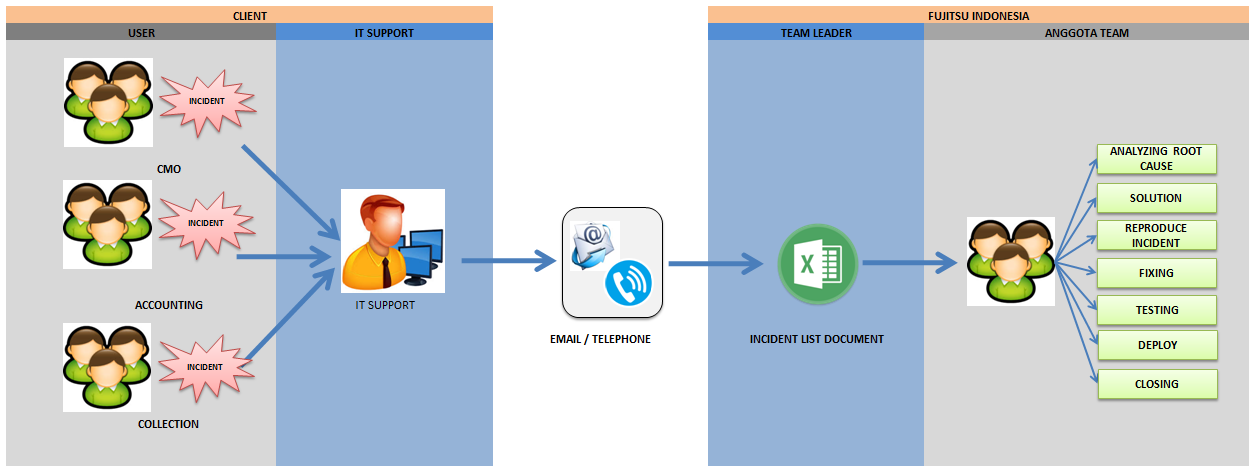 CLIENT
FUJITSU INDONESIA
USER
IT SUPPORT
TEAM LEADER
ANGGOTA TEAM
INCIDENT
CMO
INCIDENT
ACCOUNTING
INCIDENT
COLLECTION
IT SUPPORT
@
EMAIL / TELEPHONE
X
INCIDENT LIST DOCUMENT
ANALYZING ROOT
CAUSE
SOLUTION
REPRODUCE
INCIDENT
FIXING
TESTING
DEPLOY
CLOSING